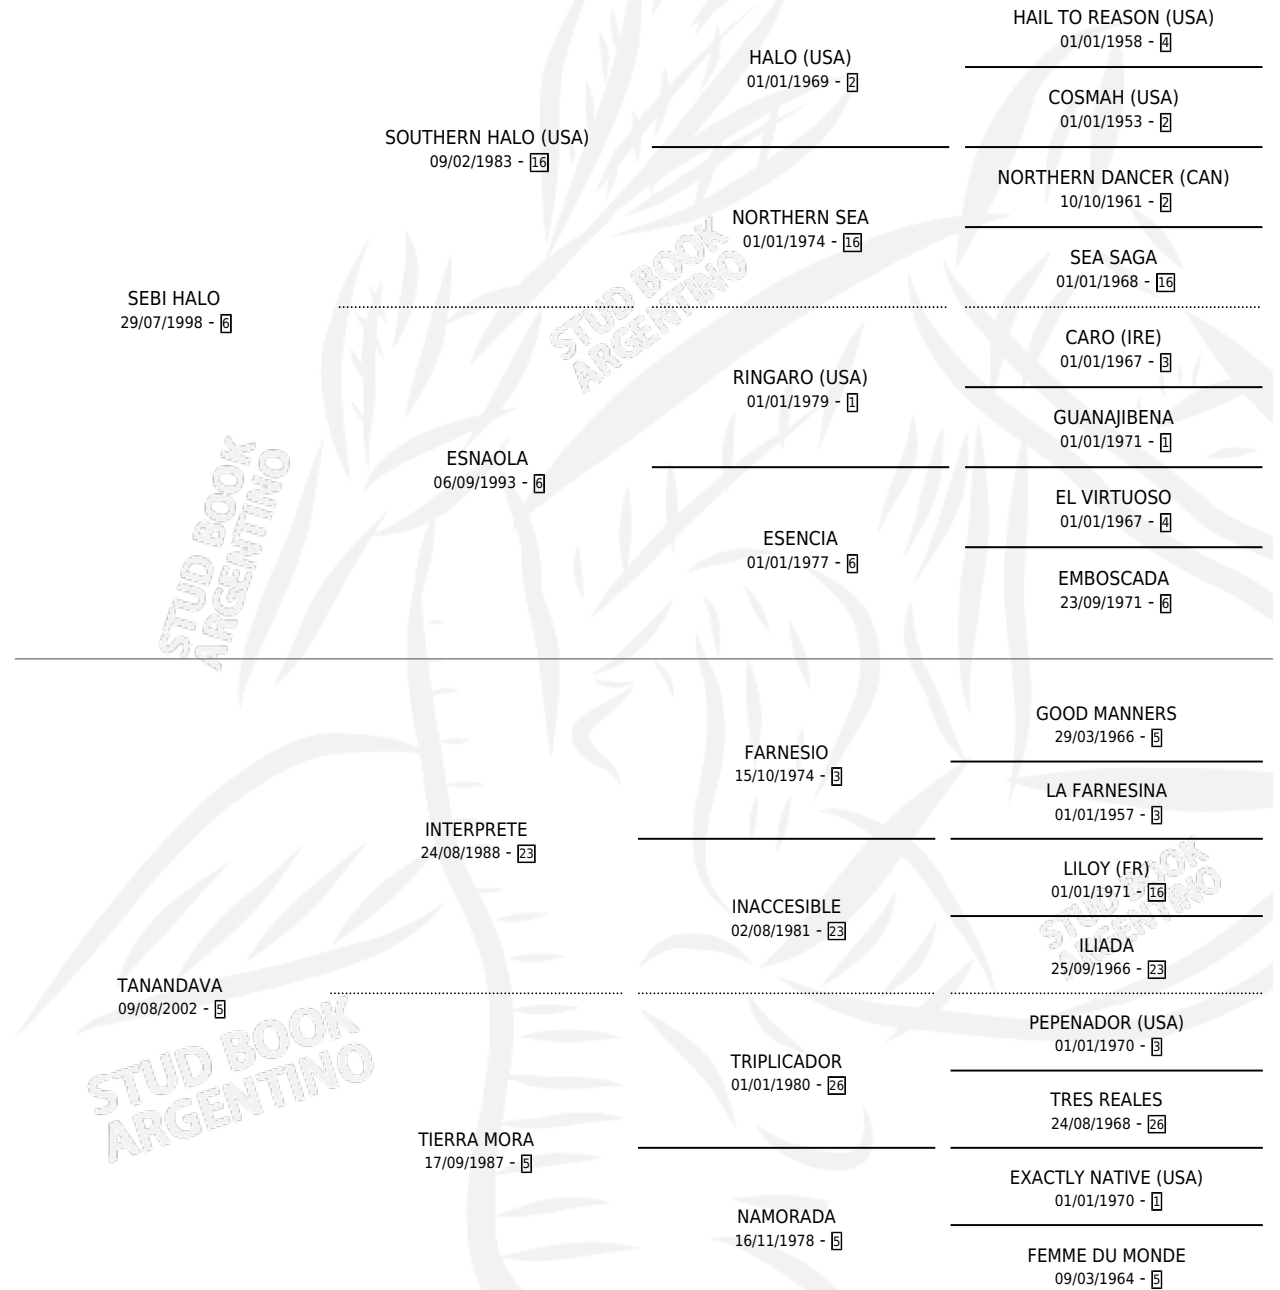 HAIL TO REASON (USA)
01/01/1958 - 4
HALO (USA)
01/01/1969 - 2
COSMAH (USA)
01/01/1953 - 2
SOUTHERN HALO (USA)
09/02/1983 - 16
NORTHERN DANCER (CAN)
10/10/1961 - 2
NORTHERN SEA
01/01/1974 - 16
SEA SAGA
01/01/1968 - 16
SEBI HALO
29/07/1998 - 6
CARO (IRE)
01/01/1967 - 3
RINGARO (USA)
01/01/1979 - 1
GUANAJIBENA
01/01/1971 - 1
ESNAOLA
06/09/1993 - 6
EL VIRTUOSO
01/01/1967 - 4
ESENCIA
01/01/1977 - 6
EMBOSCADA
23/09/1971 - 6
STUD BOOK
ARGENTINO
STUD BOOK
ARGENTINO
GOOD MANNERS
29/03/1966 - 5
FARNESIO
15/10/1974 - 3
LA FARNESINA
01/01/1957 - 3
INTERPRETE
24/08/1988 - 23
LILOY (FR)
01/01/1971 - 16
INACCESIBLE
02/08/1981 - 23
ILIADA
25/09/1966 - 23
TANANDAVA
09/08/2002 - 5
PEPENADOR (USA)
01/01/1970 - 3
TRIPLICADOR
01/01/1980 - 26
TRES REALES
24/08/1968 - 26
TIERRA MORA
17/09/1987 - 5
EXACTLY NATIVE (USA)
01/01/1970 - 1
NAMORADA
16/11/1978 - 5
FEMME DU MONDE
09/03/1964 - 5
STUD BOOK
ARGENTINO
STUD BOOK
ARGENTINO